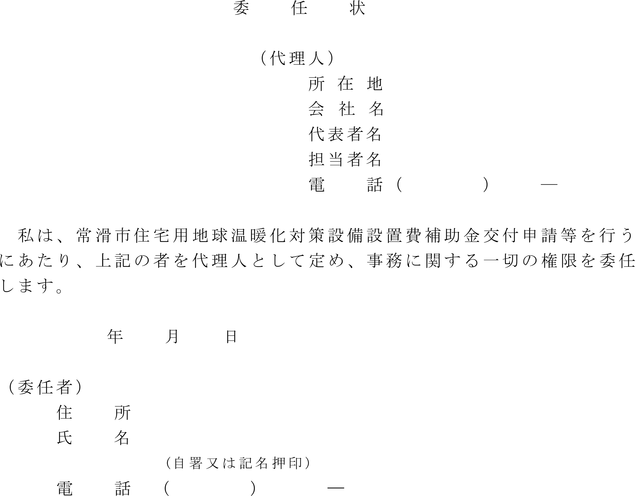 委　任　状
（代理人）
所在地
会社名
代表者名
担当者名
電　話（　　　　）　　―
私は、常滑市住宅用地球温暖化対策設備設置費補助金交付申請等を行う
にあたり、上記の者を代理人として定め、事務に関する一切の権限を委任
します。
年　　月　　日
（委任者）
住　所
氏　名
（自署又は記名押印）
電　話　（　　　　）　　　―